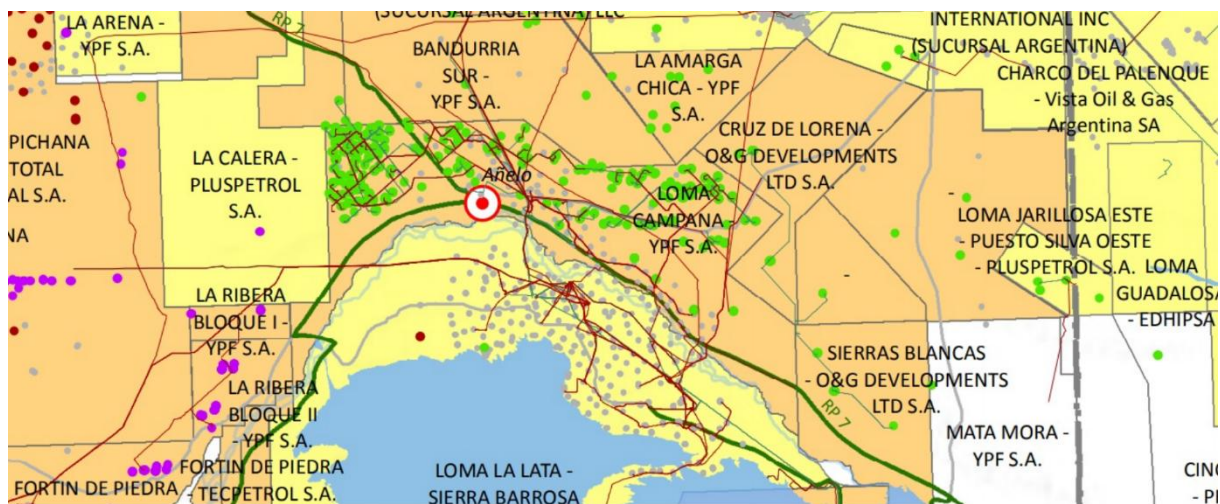 (SUCURSAL ARGENTINA) LLC
LA ARENA -
YPF S.A.
RP 7
BANDURRIA
SUR -
YPF S.A.
LA AMARGA
CHICA - YPF
S.A.
INTERNATIONAL INC
(SUCURSAL ARGENTINA)
CHARCO DEL PALENQUE
- Vista Oil & Gas
Argentina SA
PICHANA
TOTAL
AL S.A.
NA
LA CALERA -
PLUSPETROL
S.A.
Añelo
CRUZ DE LORENA -
O&G DEVELOPMENTS
LTD S.A.
LOMA
CAMPANA -
YPF S.A.
-
LOMA JARILLOSA ESTE
- PUESTO SILVA OESTE
- PLUSPETROL S.A.
LOMA
GUADALOSA
- EDHIPSA
-
LA RIBERA
BLOQUE I -
YPF S.A.
LA RIBERA
BLOQUE II
- YPF S.A.
SIERRAS BLANCAS
- O&G DEVELOPMENTS
LTD S.A.
RP 7
MATA MORA -
YPF S.A.
FORTIN DE PIEDRA
FORTIN DE PIEDRA
- TECPETROL S.A.
LOMA LA LATA -
SIERRA BARROSA
CINC
- P